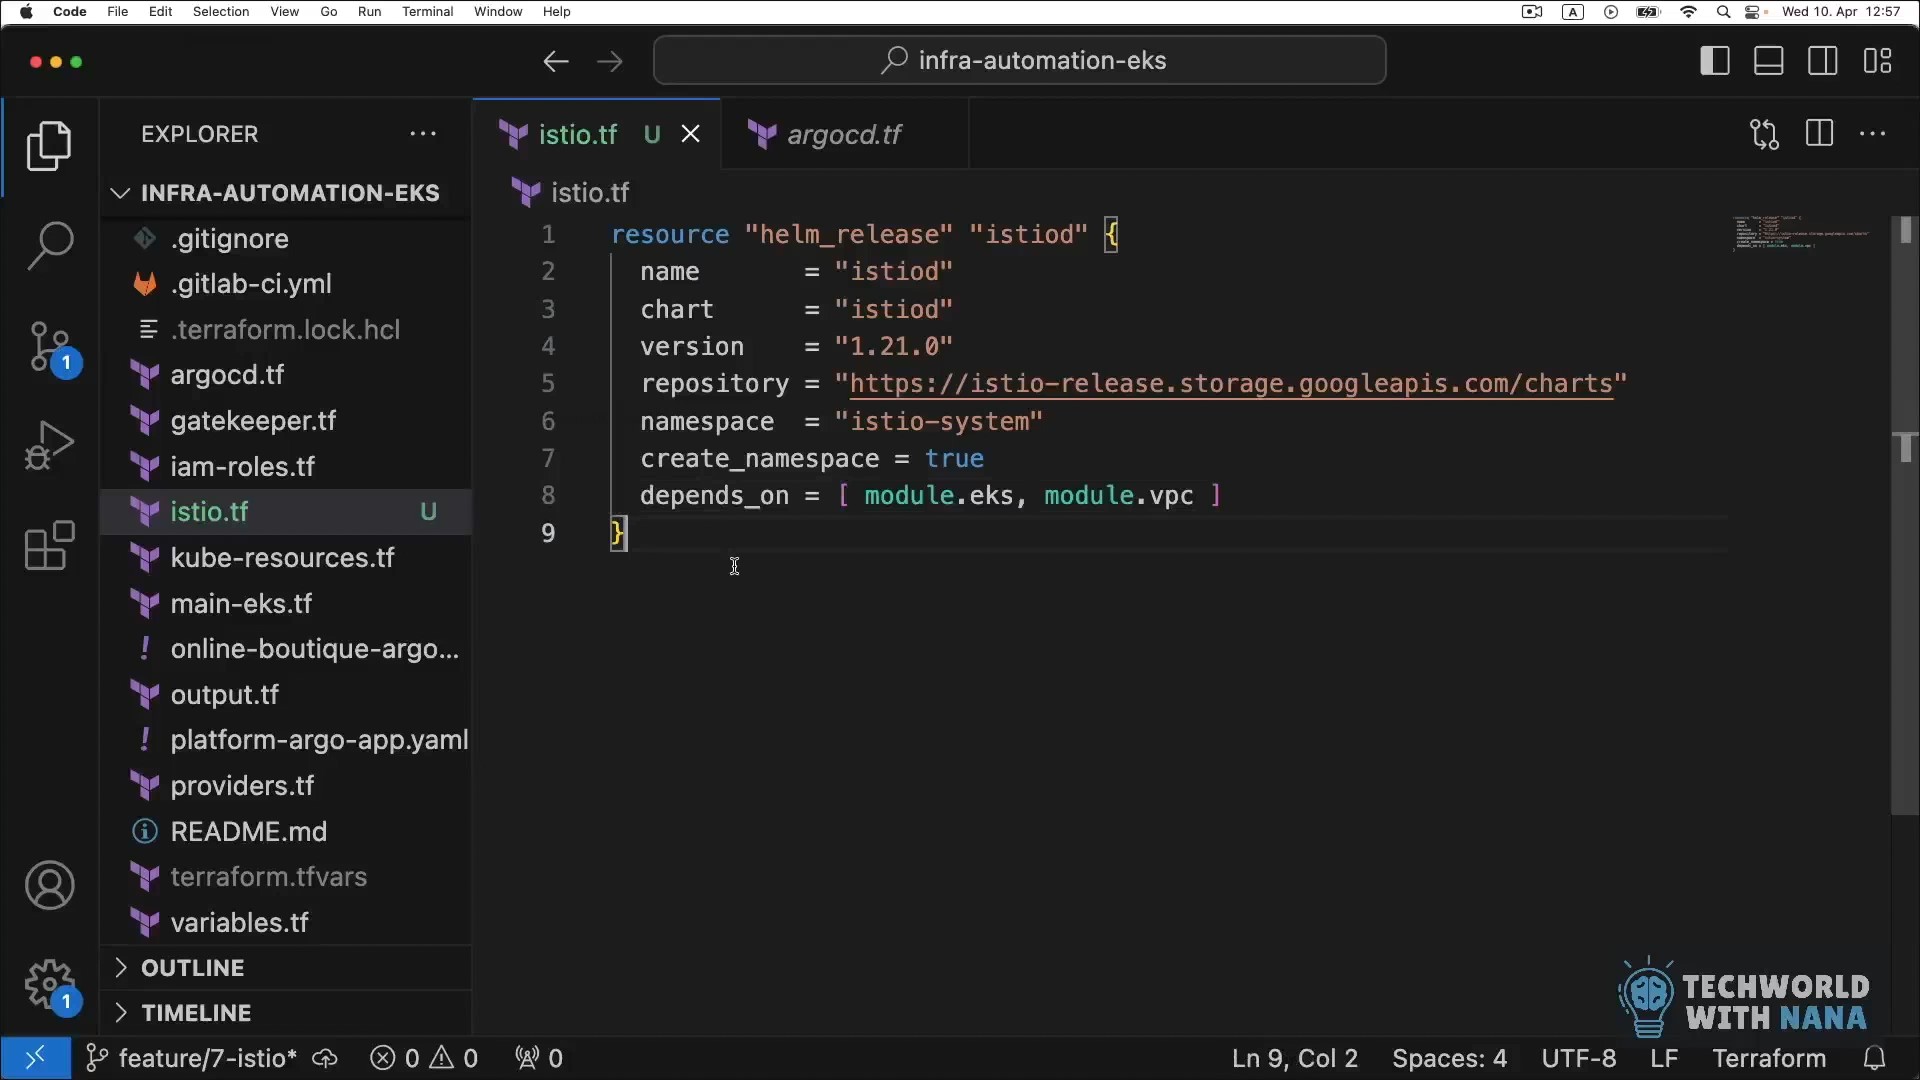 Code File Edit Selection View Go Run Terminal Window Help A Wed 10. Apr 12:57
infra-automation-eks
EXPLORER
istio.tf U
argocd.tf
INFRA-AUTOMATION-EKS
istio.tf
.gitignore
.gitlab-ci.yml
.terraform.lock.hcl
argocd.tf
gatekeeper.tf
iam-roles.tf
istio.tf U
kube-resources.tf
main-eks.tf
online-boutique-argo...
output.tf
platform-argo-app.yaml
providers.tf
README.md
terraform.tfvars
variables.tf
OUTLINE
TIMELINE
1
1
1 resource "helm_release" "istiod" {
2 name = "istiod"
3 chart = "istiod"
4 version = "1.21.0"
5 repository = "https://istio-release.storage.googleapis.com/charts"
6 namespace = "istio-system"
7 create_namespace = true
8 depends_on = [ module.eks, module.vpc ]
9 }
TECHWORLD
WITH NANA
feature/7-istio* 0 0 0 Ln 9, Col 2 Spaces: 4 UTF-8 LF Terraform